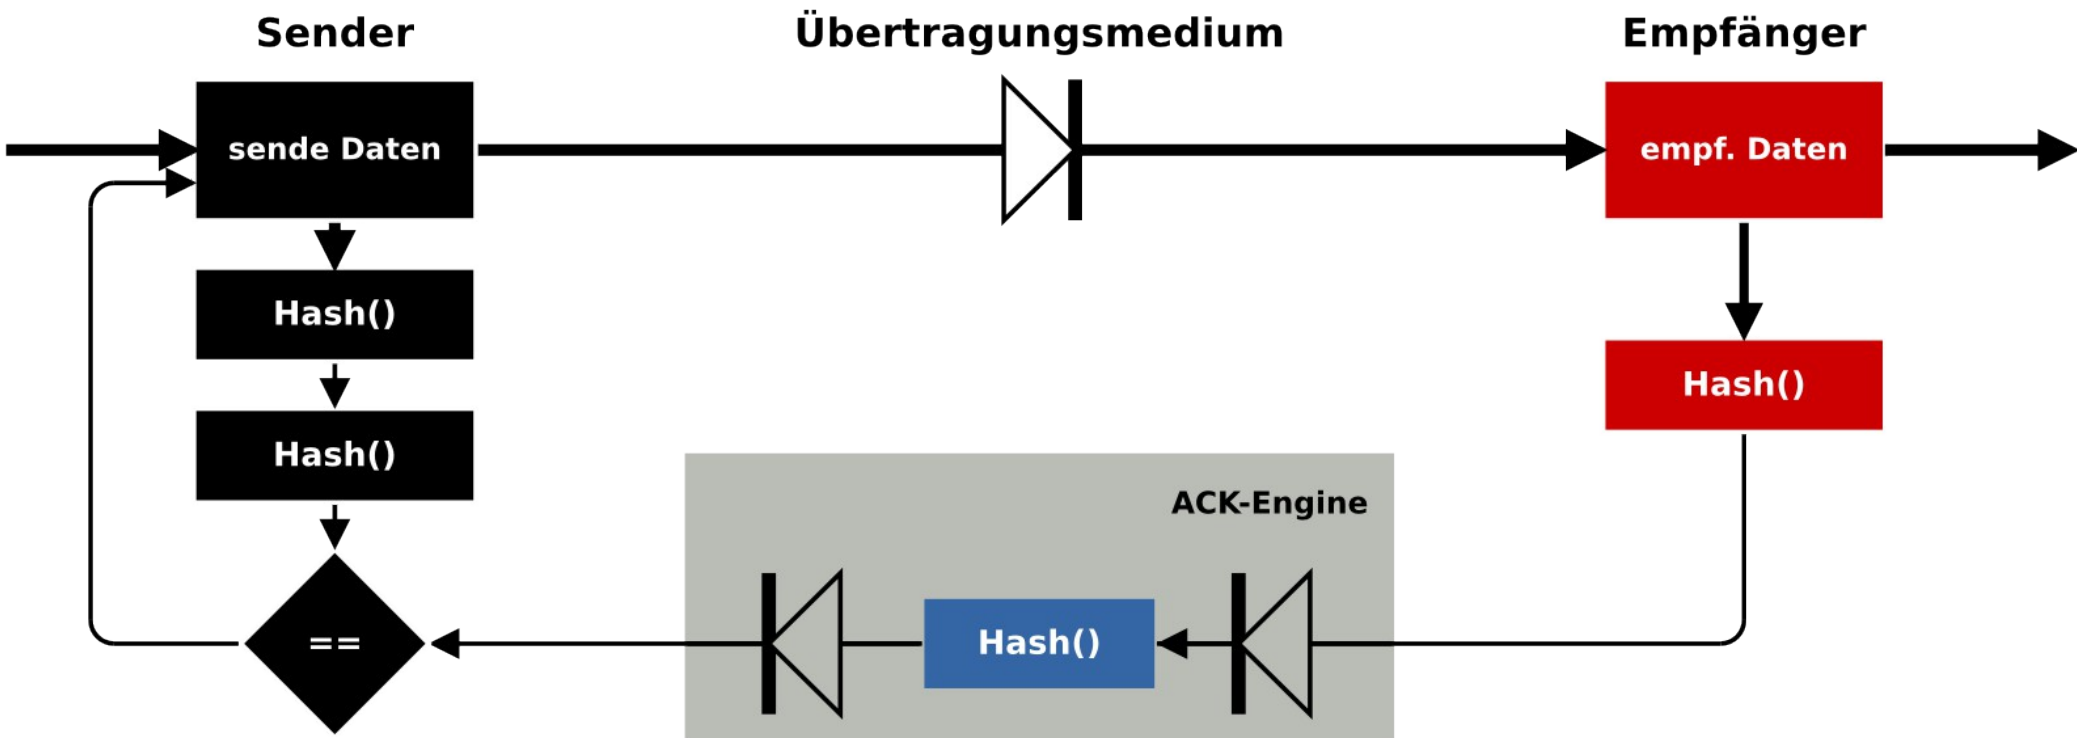 Sender
Übertragungsmedium
Empfänger
sende Daten
empf. Daten
Hash()
Hash()
Hash()
ACK-Engine
==
Hash()